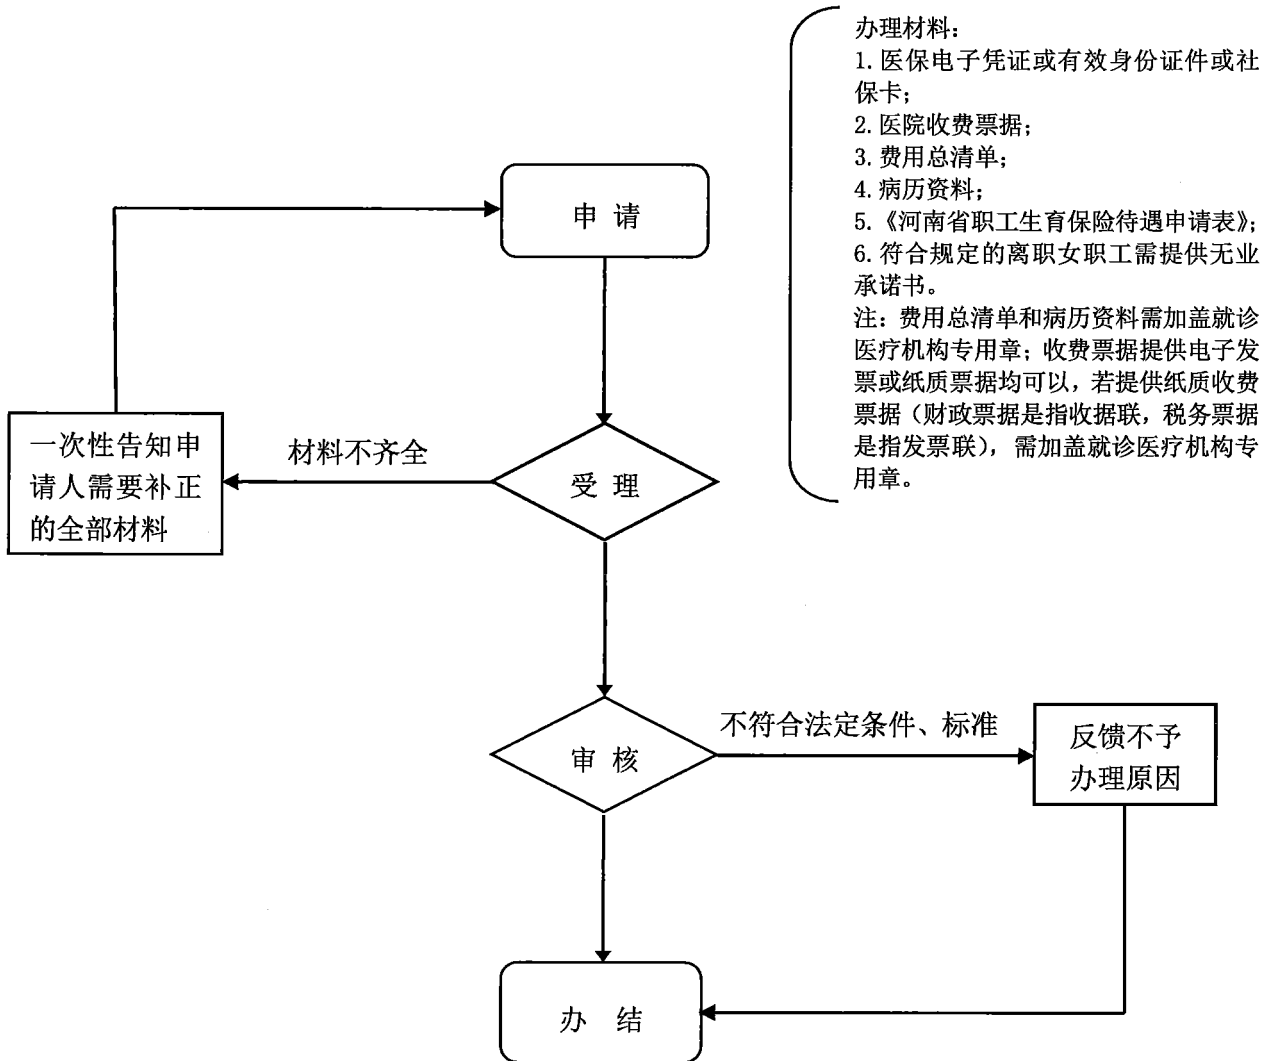 办理材料：
1. 医保电子凭证或有效身份证件或社
保卡；
2. 医院收费票据；
3. 费用总清单；
4. 病历资料；
5.《河南省职工生育保险待遇申请表》；
6. 符合规定的离职女职工需提供无业
承诺书。
注：费用总清单和病历资料需加盖就诊
医疗机构专用章；收费票据提供电子发
票或纸质票据均可以，若提供纸质收费
票据（财政票据是指收据联，税务票据
是指发票联），需加盖就诊医疗机构专
用章。
申 请
材料不齐全
一次性告知申
请人需要补正
的全部材料
受 理
不符合法定条件、标准
审 核
反馈不予
办理原因
办 结